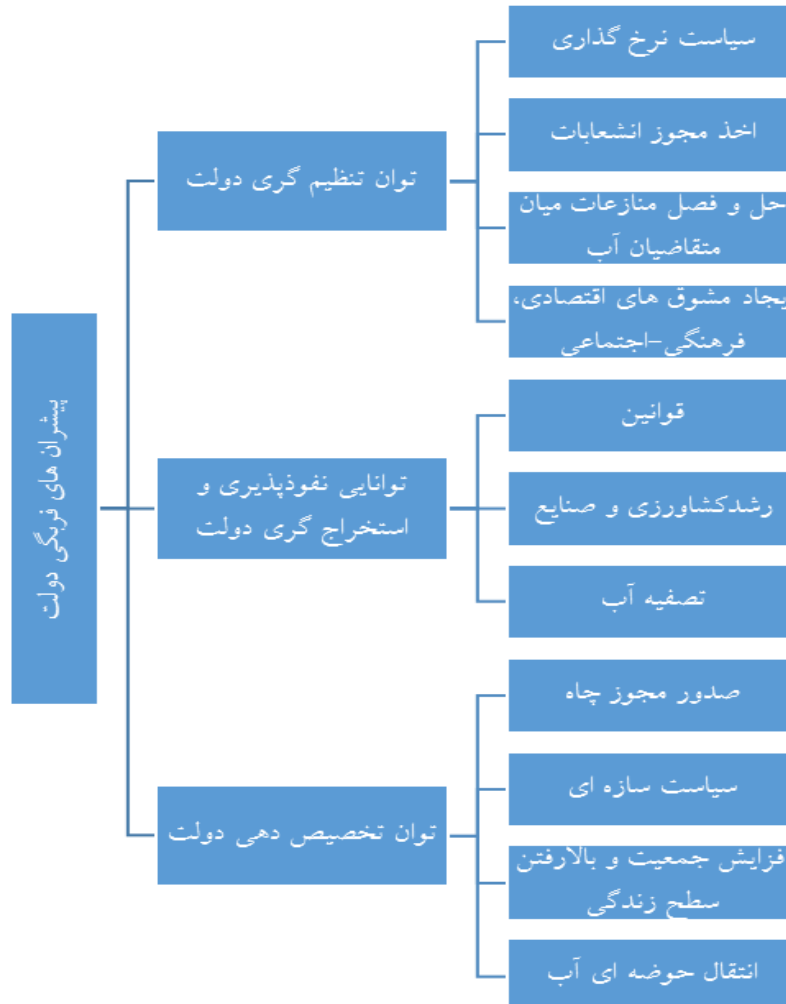 سیاست نرخ گذاری
اخذ مجوز انشعابات
توان تنظیم گری دولت
حل و فصل منازعات میان
متقاضیان آب
یجاد مشوق های اقتصادی،
فرهنگی-اجتماعی
پیشران های فربگی دولت
قوانین
توانایی نفوذپذیری و
استخراج گری دولت
رشدکشاورزی و صنایع
تصفیه آب
صدور مجوز چاه
سیاست سازه ای
توان تخصیص دهی دولت
فزایش جمعیت و بالارفتن
سطح زندگی
انتقال حوضه ای آب